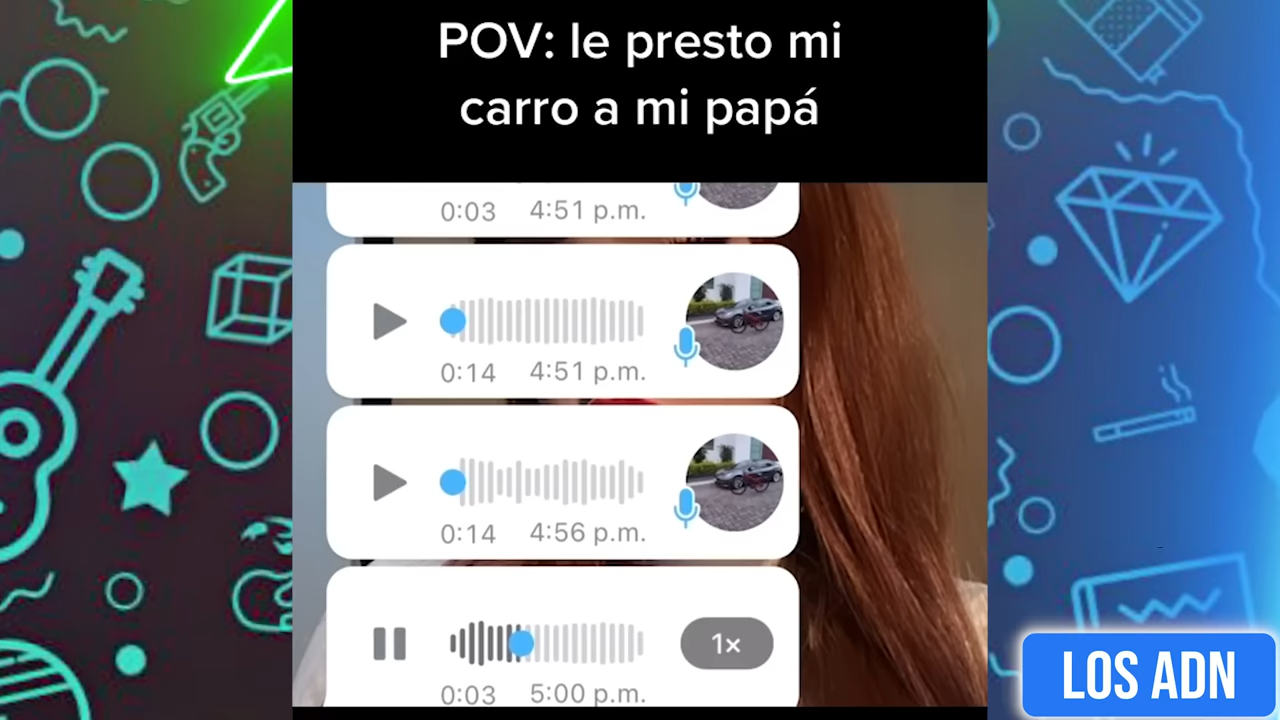 POV: le presto mi
carro a mi papá
0:03 4:51 p.m.
0:14 4:51 p.m.
0:14 4:56 p.m.
1×
0:03 5:00 p.m.
LOS ADN